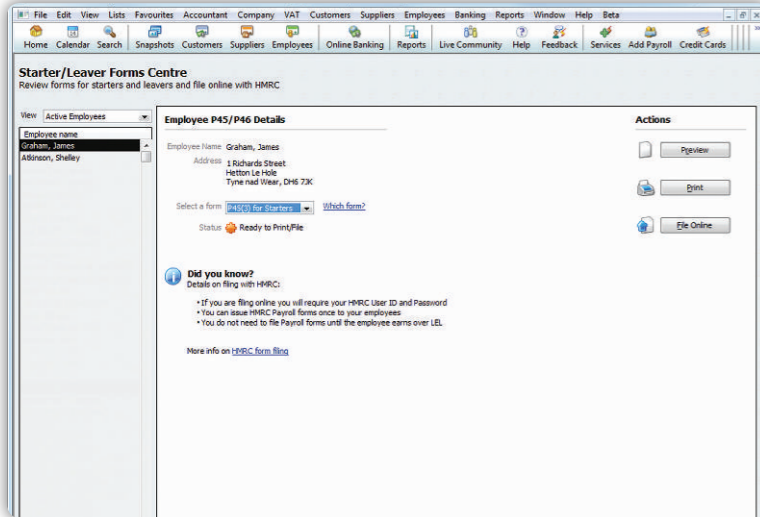 File Edit View Lists Favourites Accountant Company VAT Customers Suppliers Employees Banking Reports Window Help Beta
Home Calendar Search Snapshots Customers Suppliers Employees Online Banking Reports Live Community Help Feedback Services Add Payroll Credit Cards
Starter/Leaver Forms Centre
Review forms for starters and leavers and file online with HMRC
View Active Employees
Employee name
Graham, James
Atkinson, Shelley
Employee P45/P46 Details
Employee Name Graham, James
Address 1 Richards Street
Hetton Le Hole
Tyne nad Wear, DH6 7JK
Select a form P45(3) for Starters Which form?
Status Ready to Print/File
Did you know?
Details on filing with HMRC:
• If you are filing online you will require your HMRC User ID and Password
• You can issue HMRC Payroll forms once to your employees
• You do not need to file Payroll forms until the employee earns over LEL
More info on HMRC form filing
Actions
Preview
Print
File Online